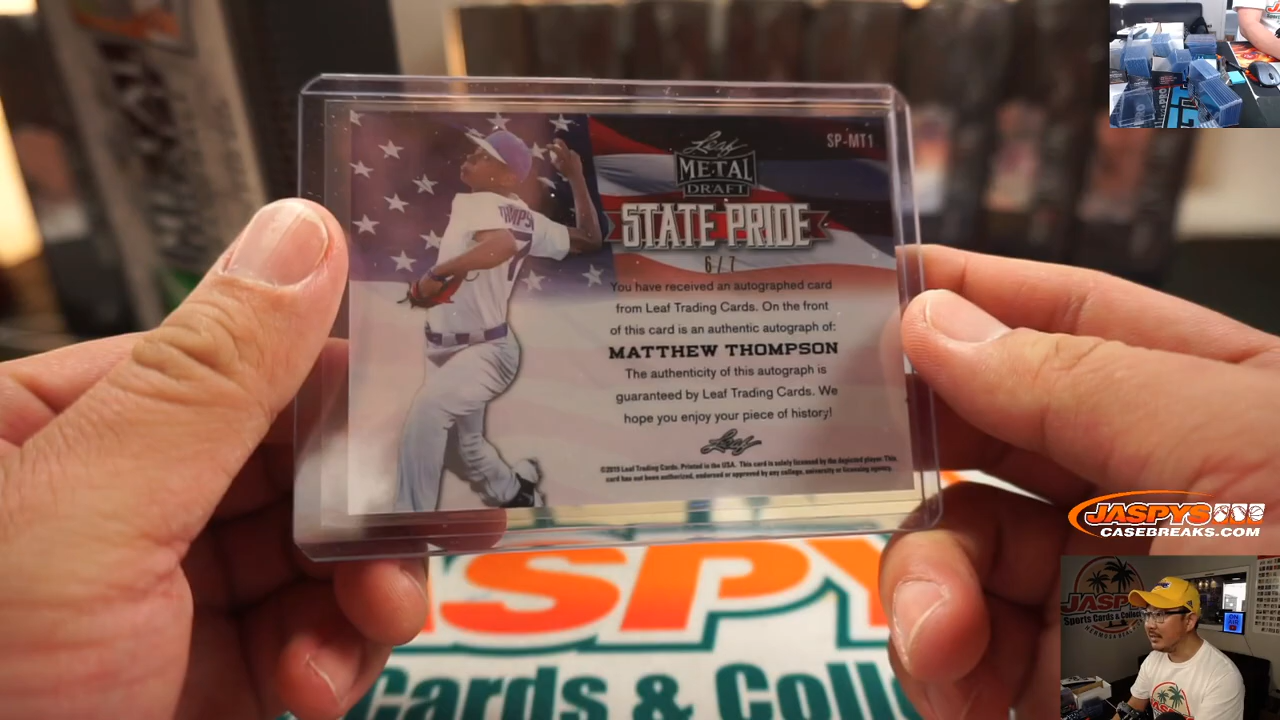 SP-MT1
Leaf
METAL
DRAFT
STATE PRIDE
6/7
You have received an autographed card
from Leaf Trading Cards. On the front
of this card is an authentic autograph of:
MATTHEW THOMPSON
The authenticity of this autograph is
guaranteed by Leaf Trading Cards. We
hope you enjoy your piece of history!
Leaf
©2019 Leaf Trading Cards. Printed in the USA. This card is solely licensed by the depicted player. This
card has not been authorized, endorsed or approved by any college, university or licensing agency.
JASPYS
CASEBREAKS.COM
ASPY
Cards & Colle
JASPY
Sports Cards & Collec
ON
AIR